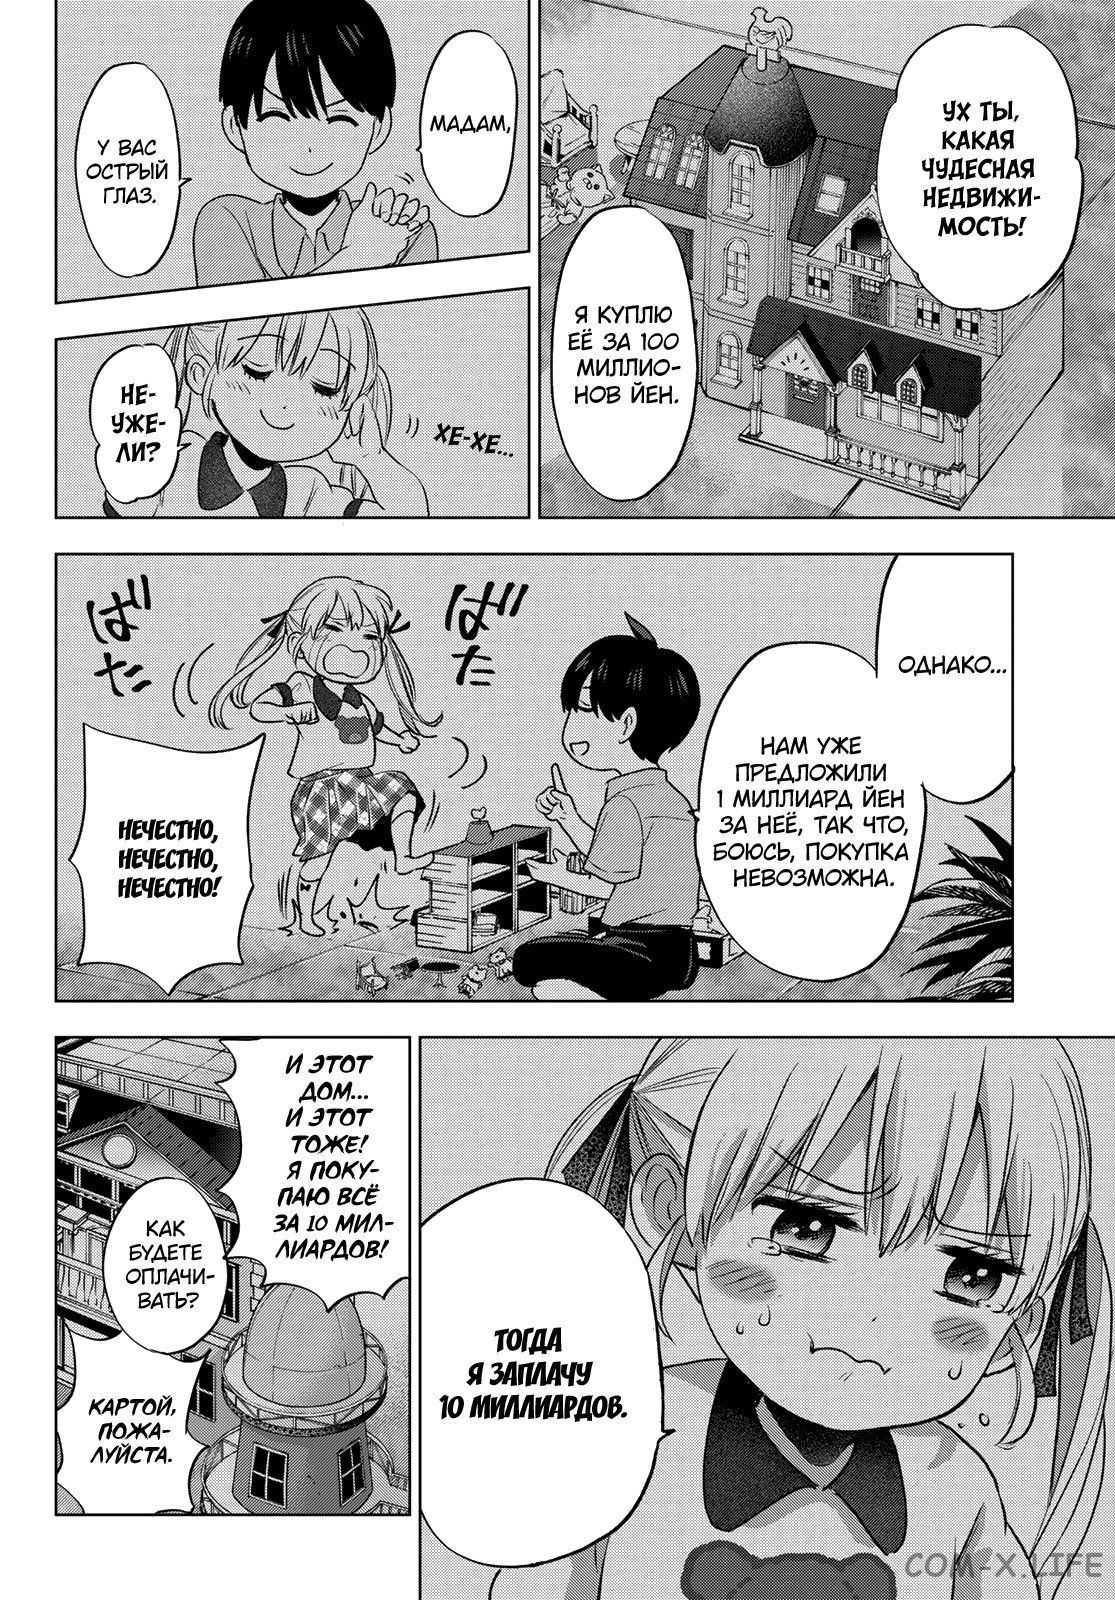 УХ ТЫ,
КАКАЯ
ЧУДЕСНАЯ
НЕДВИЖИ-
МОСТЬ!
Я КУПЛЮ
ЕЁ ЗА 100
МИЛЛИО-
НОВ ЙЕН.
МАДАМ,
У ВАС
ОСТРЫЙ
ГЛАЗ.
ХЕ-ХЕ...
НЕ-
УЖЕ-
ЛИ?
ОДНАКО...
НАМ УЖЕ
ПРЕДЛОЖИЛИ
1 МИЛЛИАРД ЙЕН
ЗА НЕЁ, ТАК ЧТО,
БОЮСЬ, ПОКУПКА
НЕВОЗМОЖНА.
ばた
ばた
НЕЧЕСТНО,
НЕЧЕСТНО,
НЕЧЕСТНО!
ТОГДА
Я ЗАПЛАЧУ
10 МИЛЛИАРДОВ.
И ЭТОТ
ДОМ...
И ЭТОТ
ТОЖЕ!
Я ПОКУ-
ПАЮ ВСЁ
ЗА 10 МИЛ-
ЛИАРДОВ!
КАК
БУДЕТЕ
ОПЛАЧИ-
ВАТЬ?
КАРТОЙ,
ПОЖА-
ЛУЙСТА.
COM-X.LIFE